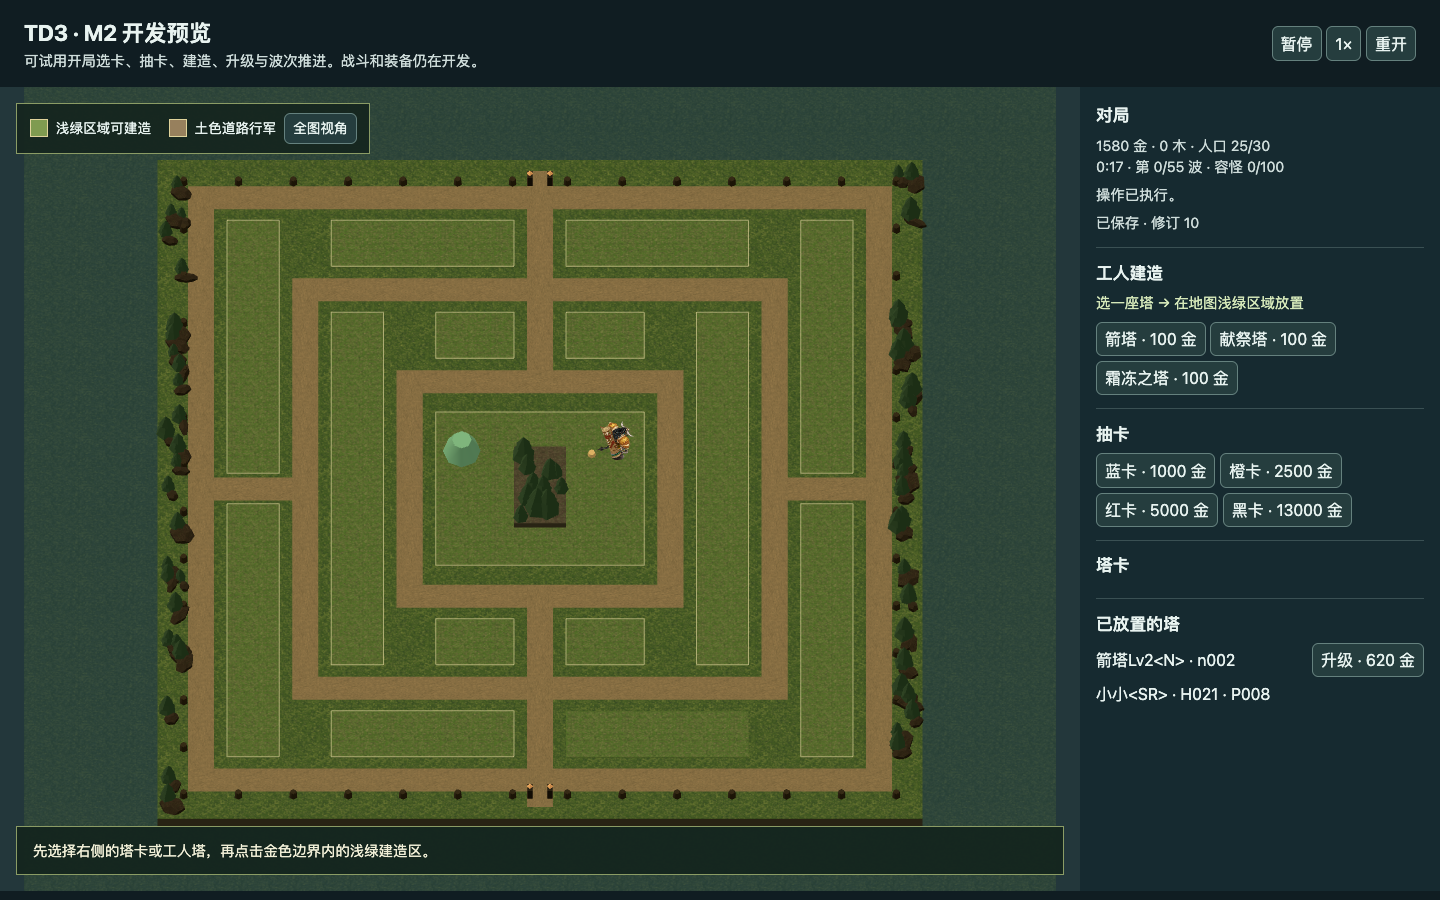 TD3 · M2 开发预览
可试用开局选卡、抽卡、建造、升级与波次推进。战斗和装备仍在开发。
暂停 1× 重开
浅绿区域可建造 土色道路行军 全图视角
对局
1580 金 · 0 木 · 人口 25/30
0:17 · 第 0/55 波 · 容怪 0/100
操作已执行。
已保存 · 修订 10
工人建造
选一座塔 → 在地图浅绿区域放置
箭塔 · 100 金 献祭塔 · 100 金
霜冻之塔 · 100 金
抽卡
蓝卡 · 1000 金 橙卡 · 2500 金
红卡 · 5000 金 黑卡 · 13000 金
塔卡
已放置的塔
箭塔Lv2<N> · n002 升级 · 620 金
小小<SR> · H021 · P008
先选择右侧的塔卡或工人塔，再点击金色边界内的浅绿建造区。